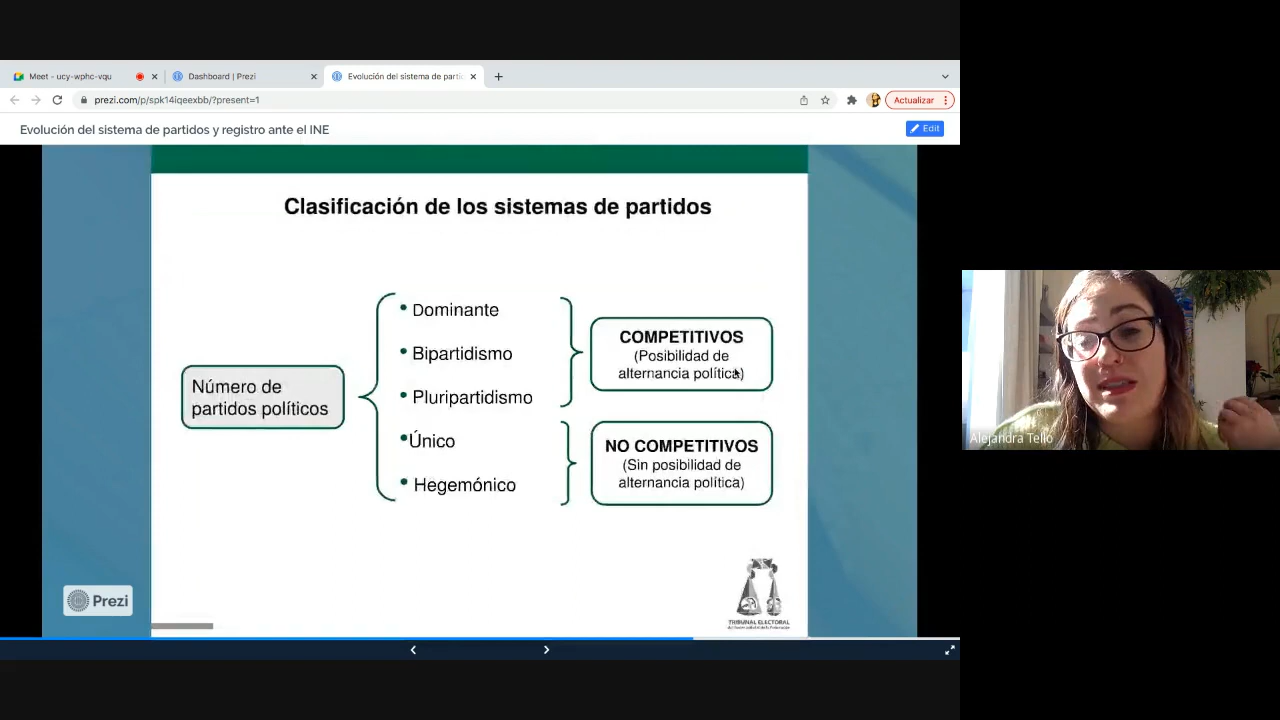 Meet - ucy-wphc-vqu
Dashboard | Prezi
Evolución del sistema de parti
prezi.com/p/spk14iqeexbb/?present=1
Actualizar
Evolución del sistema de partidos y registro ante el INE
Edit
Clasificación de los sistemas de partidos
Número de
partidos políticos
• Dominante
• Bipartidismo
• Pluripartidismo
• Único
• Hegemónico
COMPETITIVOS
(Posibilidad de
alternancia política)
NO COMPETITIVOS
(Sin posibilidad de
alternancia política)
Prezi
TRIBUNAL ELECTORAL
Alejandra Tello